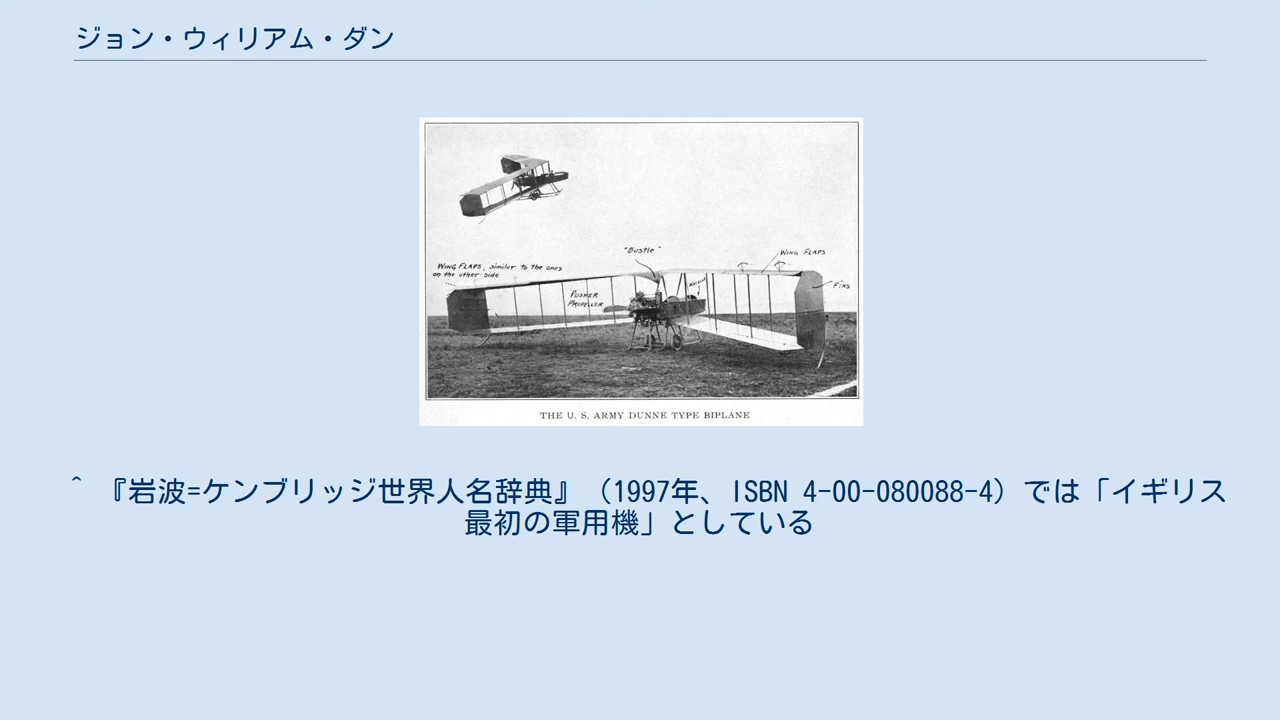 ジョン・ウィリアム・ダン
"Bustle"
WING FLAPS
WING FLAPS, similar to the ones
on the other side
FINS
PUSHER
PROPELLER
THE U. S. ARMY DUNNE TYPE BIPLANE
^ 『岩波=ケンブリッジ世界人名辞典』（1997年、ISBN 4-00-080088-4）では「イギリス
最初の軍用機」としている